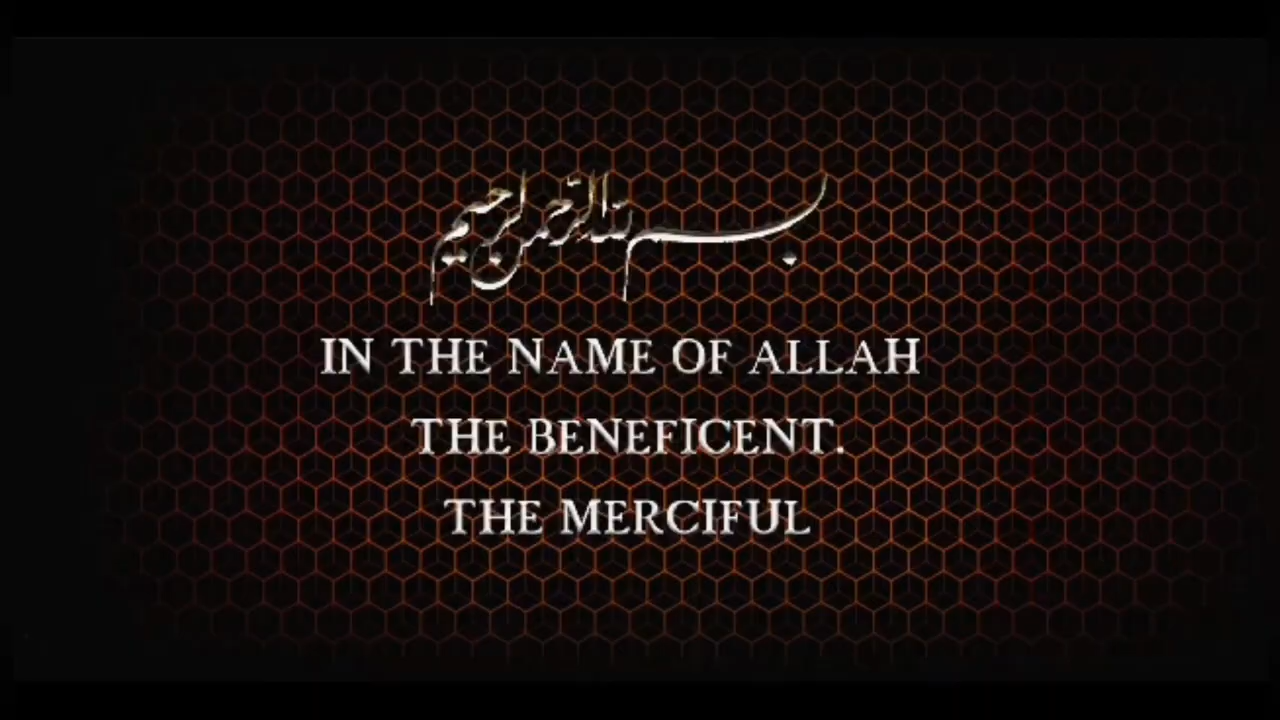 بسم الله الرحمن الرحيم
IN THE NAME OF ALLAH
THE BENEFICENT.
THE MERCIFUL